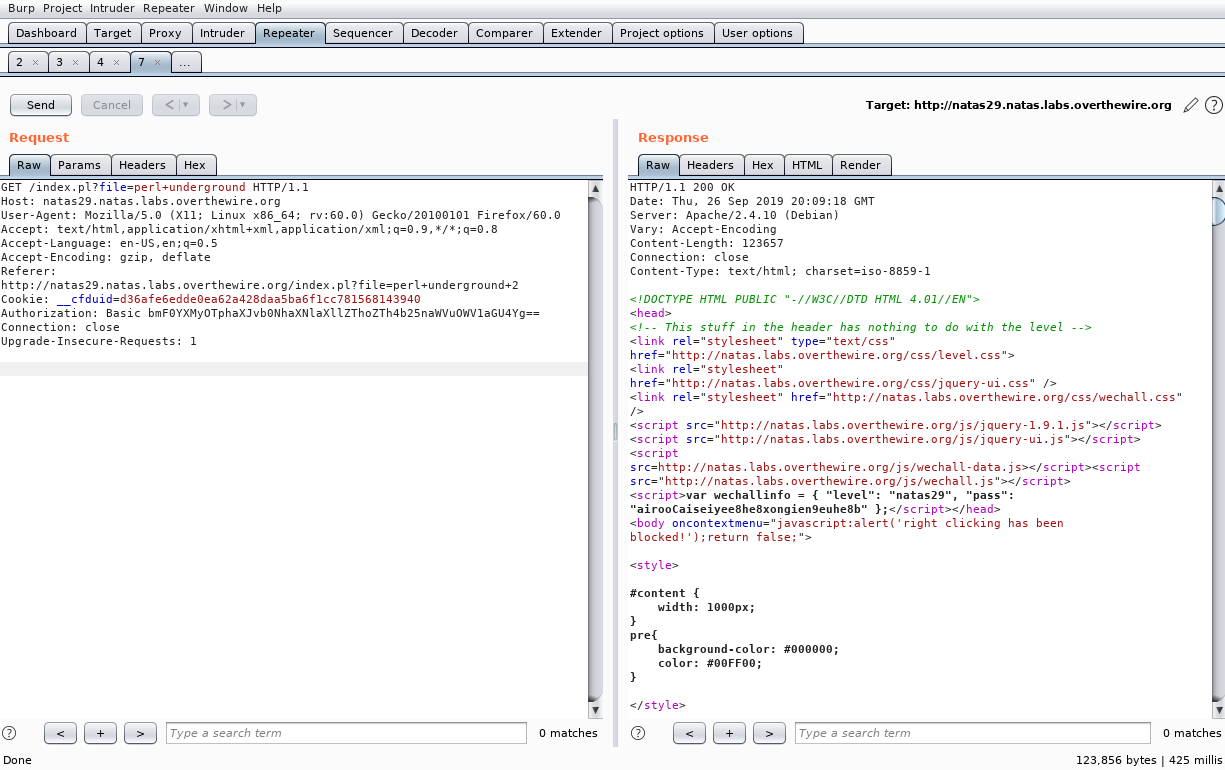 Burp Project Intruder Repeater Window Help
Dashboard Target Proxy Intruder Repeater Sequencer Decoder Comparer Extender Project options User options
2 × 3 × 4 × 7 × ...
Send Cancel < > Target: http://natas29.natas.labs.overthewire.org ?
Request
Raw Params Headers Hex
GET /index.pl?file=perl+underground HTTP/1.1
Host: natas29.natas.labs.overthewire.org
User-Agent: Mozilla/5.0 (X11; Linux x86_64; rv:60.0) Gecko/20100101 Firefox/60.0
Accept: text/html,application/xhtml+xml,application/xml;q=0.9,*/*;q=0.8
Accept-Language: en-US,en;q=0.5
Accept-Encoding: gzip, deflate
Referer:
http://natas29.natas.labs.overthewire.org/index.pl?file=perl+underground+2
Cookie: __cfduid=d36afe6edde0ea62a428daa5ba6f1cc781568143940
Authorization: Basic bmF0YXMyOTphaXJvb0NhaXNlaXllZThoZTh4b25naWVuOWV1aGU4Yg==
Connection: close
Upgrade-Insecure-Requests: 1
? < + > Type a search term 0 matches
Response
Raw Headers Hex HTML Render
HTTP/1.1 200 OK
Date: Thu, 26 Sep 2019 20:09:18 GMT
Server: Apache/2.4.10 (Debian)
Vary: Accept-Encoding
Content-Length: 123657
Connection: close
Content-Type: text/html; charset=iso-8859-1
<!DOCTYPE HTML PUBLIC "-//W3C//DTD HTML 4.01//EN">
<head>
<!-- This stuff in the header has nothing to do with the level -->
<link rel="stylesheet" type="text/css"
href="http://natas.labs.overthewire.org/css/level.css">
<link rel="stylesheet"
href="http://natas.labs.overthewire.org/css/jquery-ui.css" />
<link rel="stylesheet" href="http://natas.labs.overthewire.org/css/wechall.css"
/>
<script src="http://natas.labs.overthewire.org/js/jquery-1.9.1.js"></script>
<script src="http://natas.labs.overthewire.org/js/jquery-ui.js"></script>
<script
src=http://natas.labs.overthewire.org/js/wechall-data.js></script><script
src="http://natas.labs.overthewire.org/js/wechall.js"></script>
<script>var wechallinfo = { "level": "natas29", "pass":
"airooCaiseiyee8he8xongien9euhe8b" };</script></head>
<body oncontextmenu="javascript:alert('right clicking has been
blocked!');return false;">
<style>
#content {
width: 1000px;
}
pre{
background-color: #000000;
color: #00FF00;
}
</style>
? < + > Type a search term 0 matches
Done 123,856 bytes | 425 millis